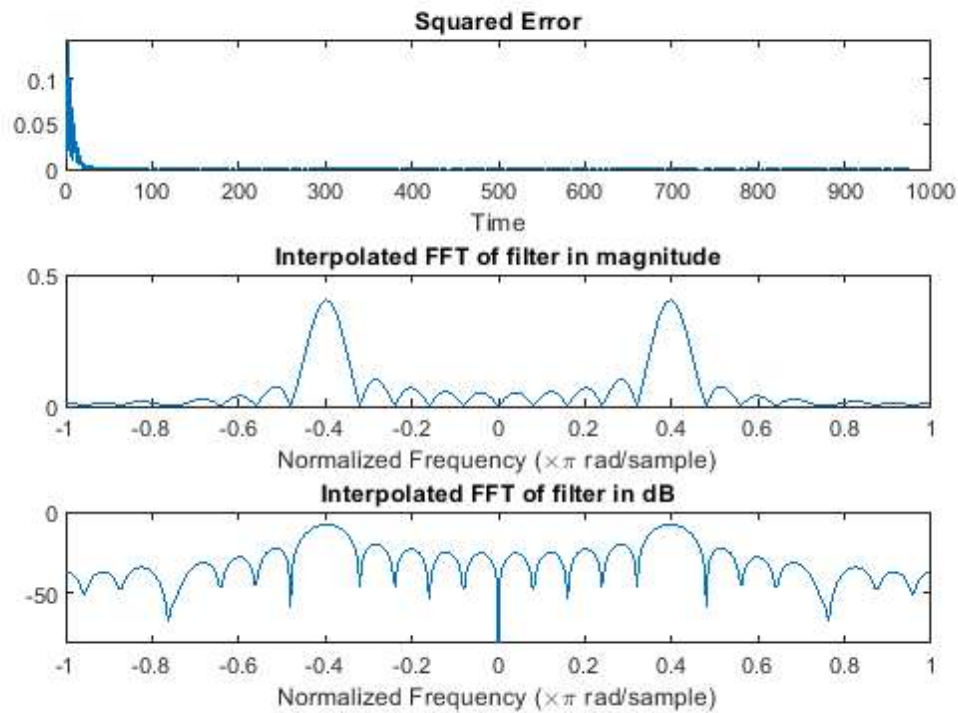 Squared Error
0.1
0.05
0
0 100 200 300 400 500 600 700 800 900 1000
Time
Interpolated FFT of filter in magnitude
0.5
0
-1 -0.8 -0.6 -0.4 -0.2 0 0.2 0.4 0.6 0.8 1
Normalized Frequency (×π rad/sample)
Interpolated FFT of filter in dB
0
-50
-1 -0.8 -0.6 -0.4 -0.2 0 0.2 0.4 0.6 0.8 1
Normalized Frequency (×π rad/sample)